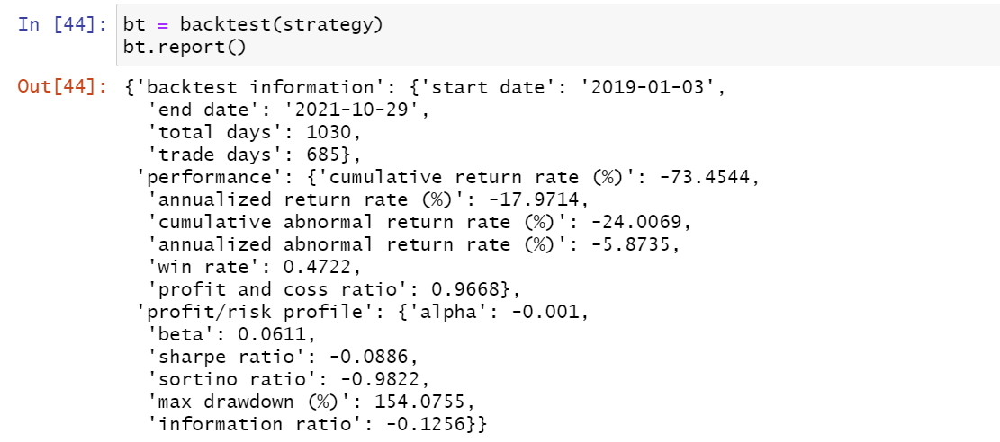 In [44]: bt = backtest(strategy)
bt.report()
Out[44]: {'backtest information': {'start date': '2019-01-03',
'end date': '2021-10-29',
'total days': 1030,
'trade days': 685},
'performance': {'cumulative return rate (%)': -73.4544,
'annualized return rate (%)': -17.9714,
'cumulative abnormal return rate (%)': -24.0069,
'annualized abnormal return rate (%)': -5.8735,
'win rate': 0.4722,
'profit and coss ratio': 0.9668},
'profit/risk profile': {'alpha': -0.001,
'beta': 0.0611,
'sharpe ratio': -0.0886,
'sortino ratio': -0.9822,
'max drawdown (%)': 154.0755,
'information ratio': -0.1256}}